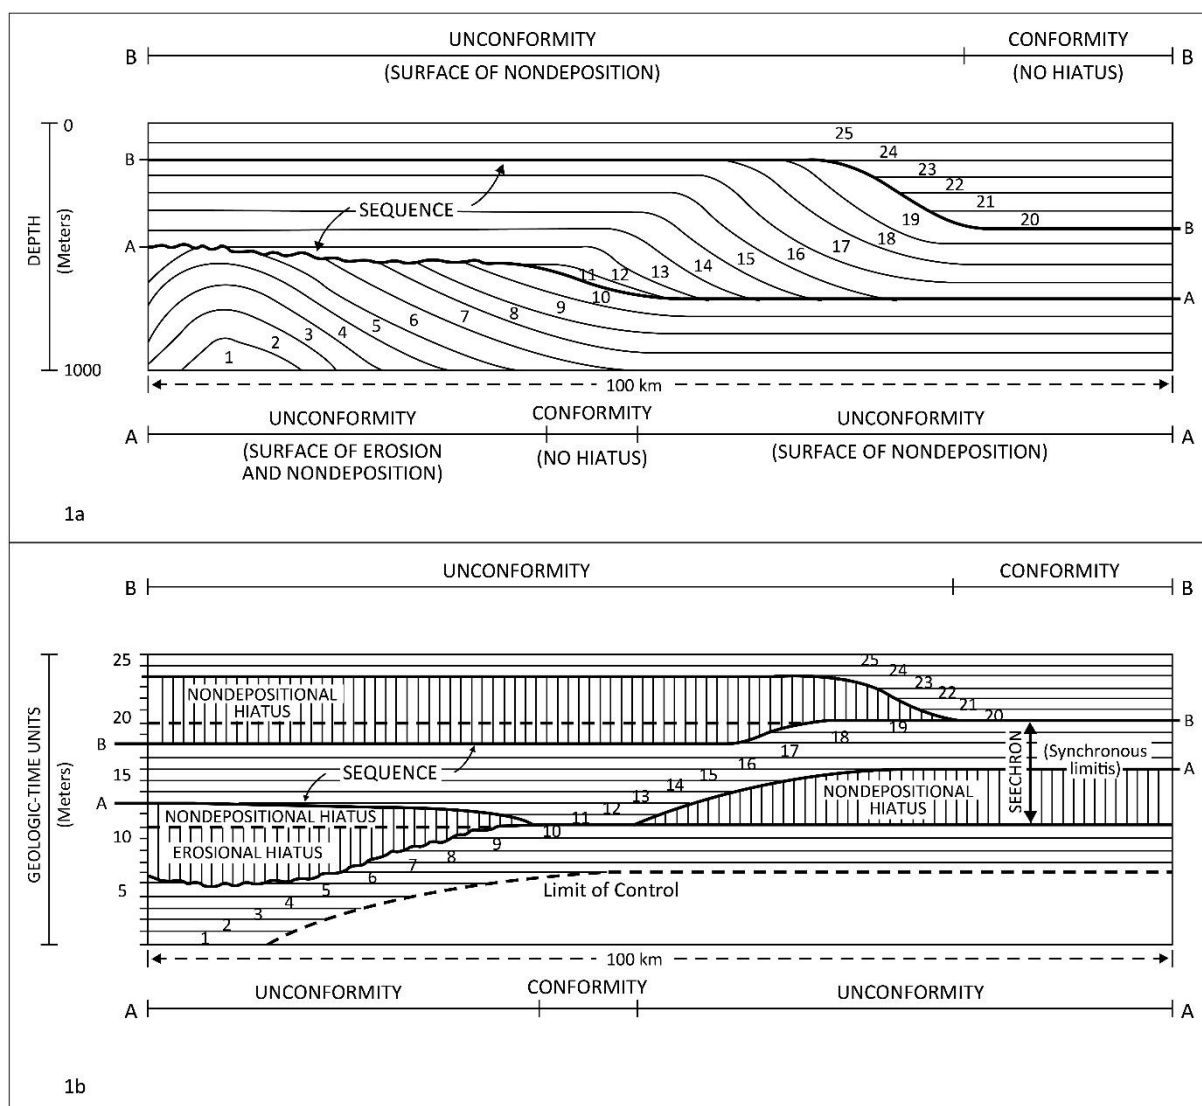 UNCONFORMITY CONFORMITY
B B
(SURFACE OF NONDEPOSITION) (NO HIATUS)
0
25
B 24
23
22
SEQUENCE 21
19 20
DEPTH (Meters)
18 B
17
A 16
15
14
13
12
11
10 A
9
8
7
6
5
4
3
2
1
1000
100 km
UNCONFORMITY CONFORMITY UNCONFORMITY
A A
(SURFACE OF EROSION AND NONDEPOSITION) (NO HIATUS) (SURFACE OF NONDEPOSITION)
1a
UNCONFORMITY CONFORMITY
B B
25 25
24
NONDEPOSITIONAL 23
HIATUS 22
21
20 20 B
19
18
B 17 (Synchronous
limitis)
SEECHRON
16
15 SEQUENCE 15 A
14
NONDEPOSITIONAL
HIATUS
13
A 12
NONDEPOSITIONAL HIATUS 11
10 10
EROSIONAL HIATUS 9
8
7
6
GEOLOGIC-TIME UNITS (Meters)
5 5 Limit of Control
4
3
2
1
100 km
UNCONFORMITY CONFORMITY UNCONFORMITY
A A
1b